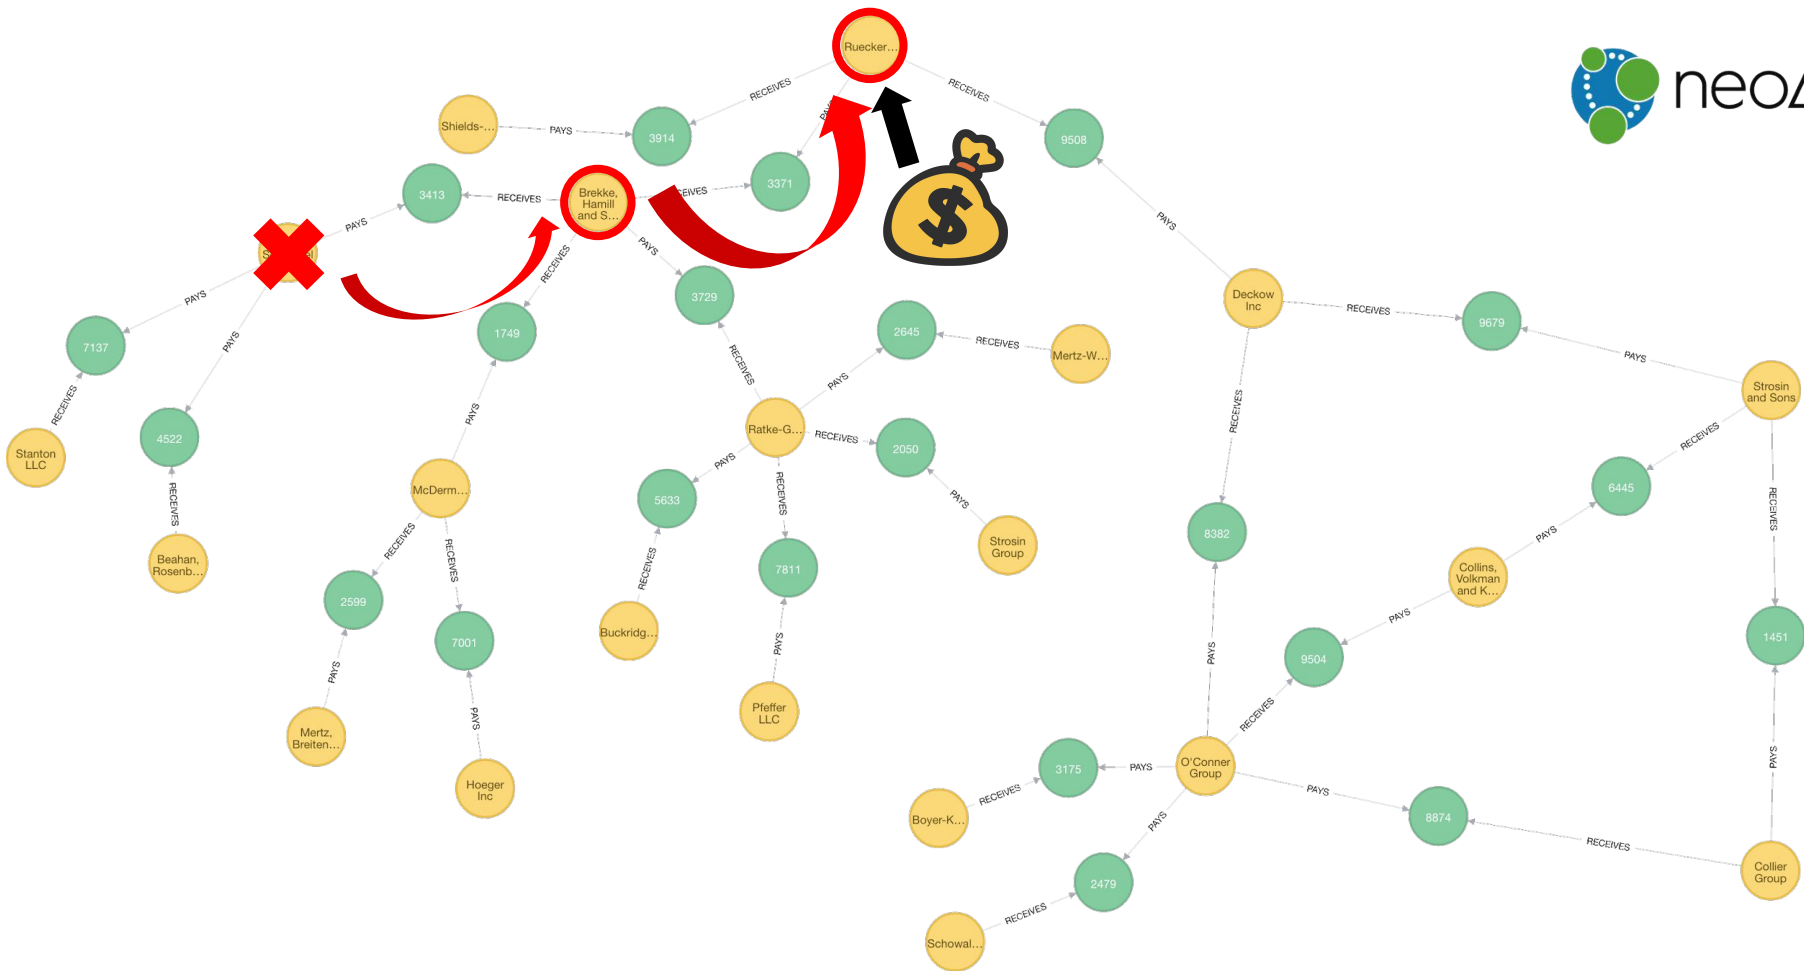 Ruecker...
neo4
RECEIVES
RECEIVES
PAYS
Shields-...
PAYS
3914
9508
3371
3413
RECEIVES
Brekke,
Hamill
and S...
PAYS
PAYS
PAYS
RECEIVES
PAYS
3729
Deckow
Inc
RECEIVES
9679
7137
PAYS
1749
2645
RECEIVES
Mertz-W...
PAYS
Strosin
and Sons
RECEIVES
RECEIVES
PAYS
PAYS
RECEIVES
Stanton
LLC
4522
Ratke-G...
RECEIVES
2050
RECEIVES
McDerm...
PAYS
5633
PAYS
6445
RECEIVES
RECEIVES
RECEIVES
RECEIVES
RECEIVES
8382
PAYS
Beahan,
Rosenb...
Strosin
Group
7811
RECEIVES
Collins,
Volkman
and K...
2599
7001
Buckridg...
PAYS
PAYS
PAYS
9504
1451
PAYS
PAYS
Pfeffer
LLC
RECEIVES
Mertz,
Breiten...
PAYS
3175
PAYS
O'Conner
Group
PAYS
Hoeger
Inc
RECEIVES
PAYS
Boyer-K...
PAYS
8874
RECEIVES
Collier
Group
2479
RECEIVES
Schowal...